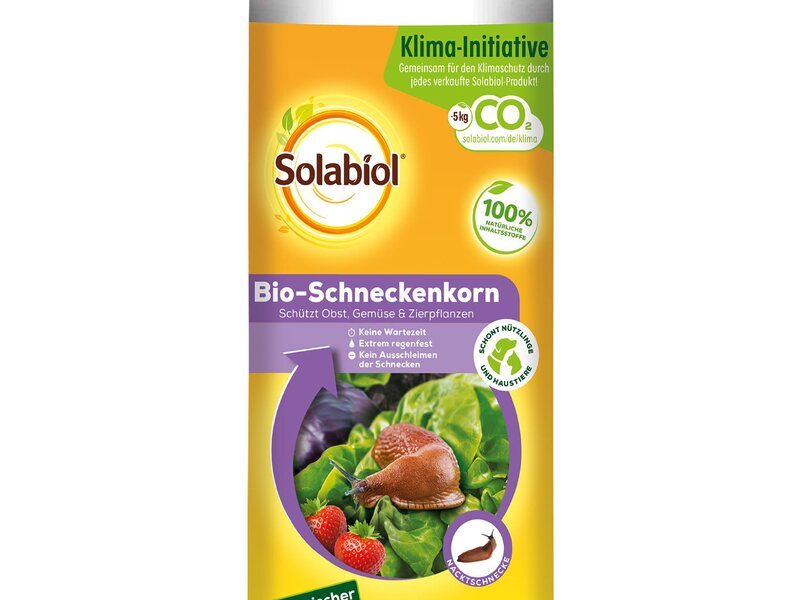 Klima-Initiative
Gemeinsam für den Klimaschutz durch
jedes verkaufte Solabiol-Produkt!
-5kg
CO2
solabiol.com/de/klima
Solabiol®
100%
NATÜRLICHE
INHALTSSTOFFE
Bio-Schneckenkorn
Schützt Obst, Gemüse & Zierpflanzen
Keine Wartezeit
Extrem regenfest
Kein Ausschleimen
der Schnecken
SCHONT NÜTZLINGE
UND HAUSTIERE
NACKTSCHNECKE